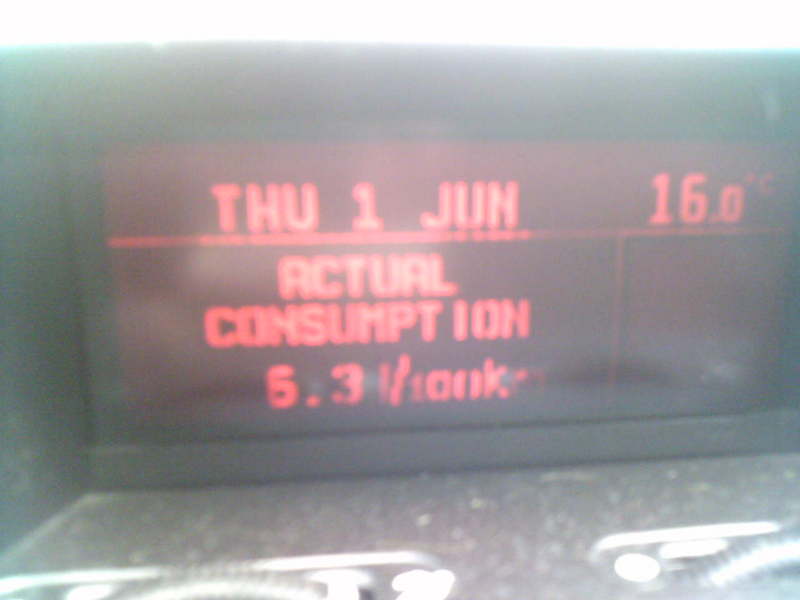 THU 1 JUN 16.0°C
ACTUAL
CONSUMPTION
6.3 l/100km